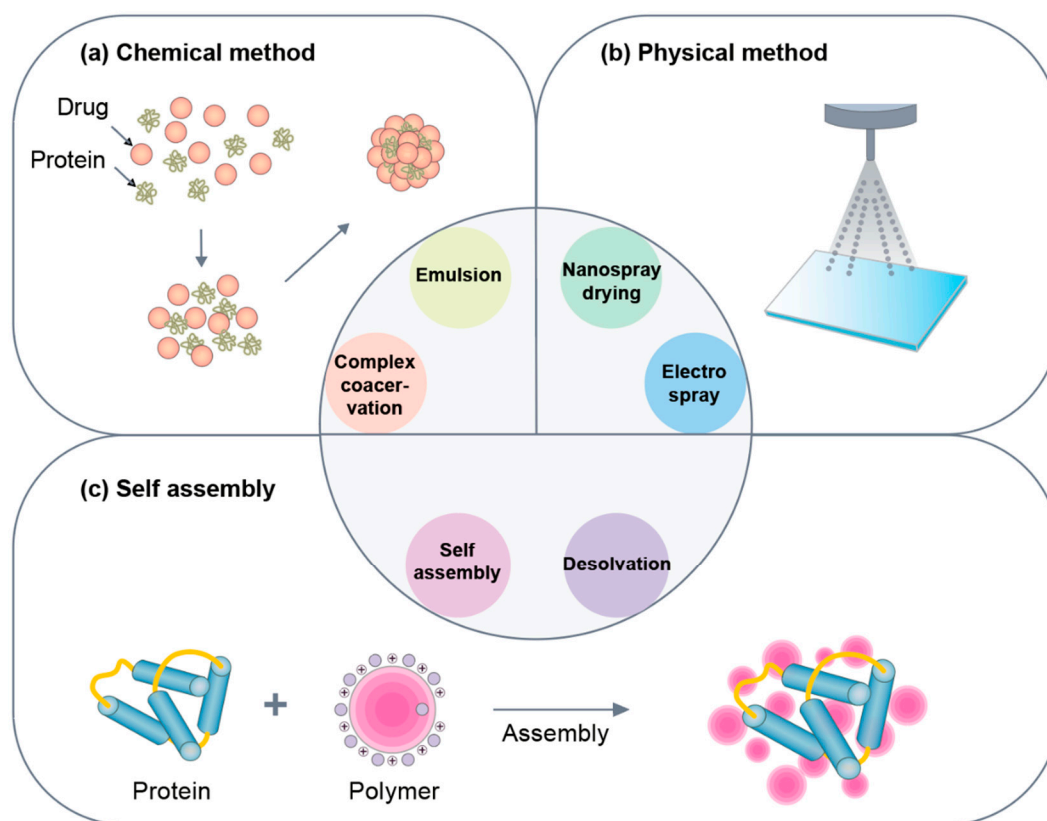 (a) Chemical method
Drug
Protein
(b) Physical method
Emulsion
Nanospray
drying
Complex
coacer-
vation
Electro
spray
(c) Self assembly
Self
assembly
Desolvation
+
Assembly
Protein
Polymer